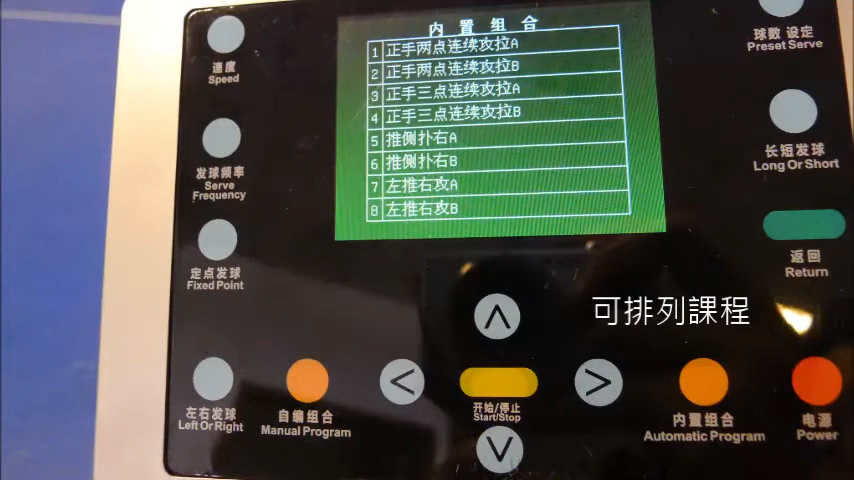 内置组合
1 正手两点连续攻拉A
2 正手两点连续攻拉B
3 正手三点连续攻拉A
4 正手三点连续攻拉B
5 推侧扑右A
6 推侧扑右B
7 左推右攻A
8 左推右攻B
速度
Speed
发球频率
Serve
Frequency
定点发球
Fixed Point
左右发球
Left Or Right
自编组合
Manual Program
开始/停止
Start/Stop
内置组合
Automatic Program
电源
Power
球数 设定
Preset Serve
长短发球
Long Or Short
返回
Return
可排列課程